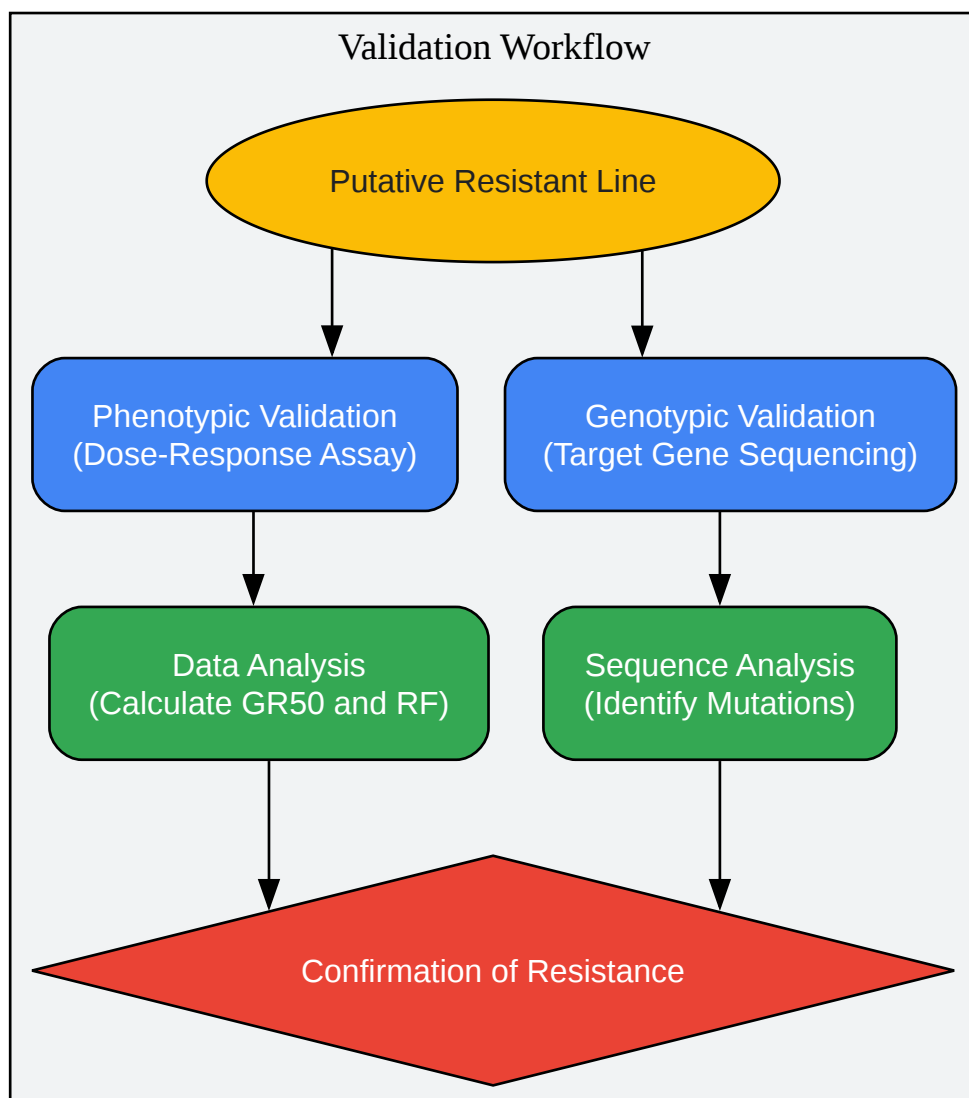 Validation Workflow
Putative Resistant Line
Phenotypic Validation
(Dose-Response Assay)
Genotypic Validation
(Target Gene Sequencing)
Data Analysis
(Calculate GR50 and RF)
Sequence Analysis
(Identify Mutations)
Confirmation of Resistance